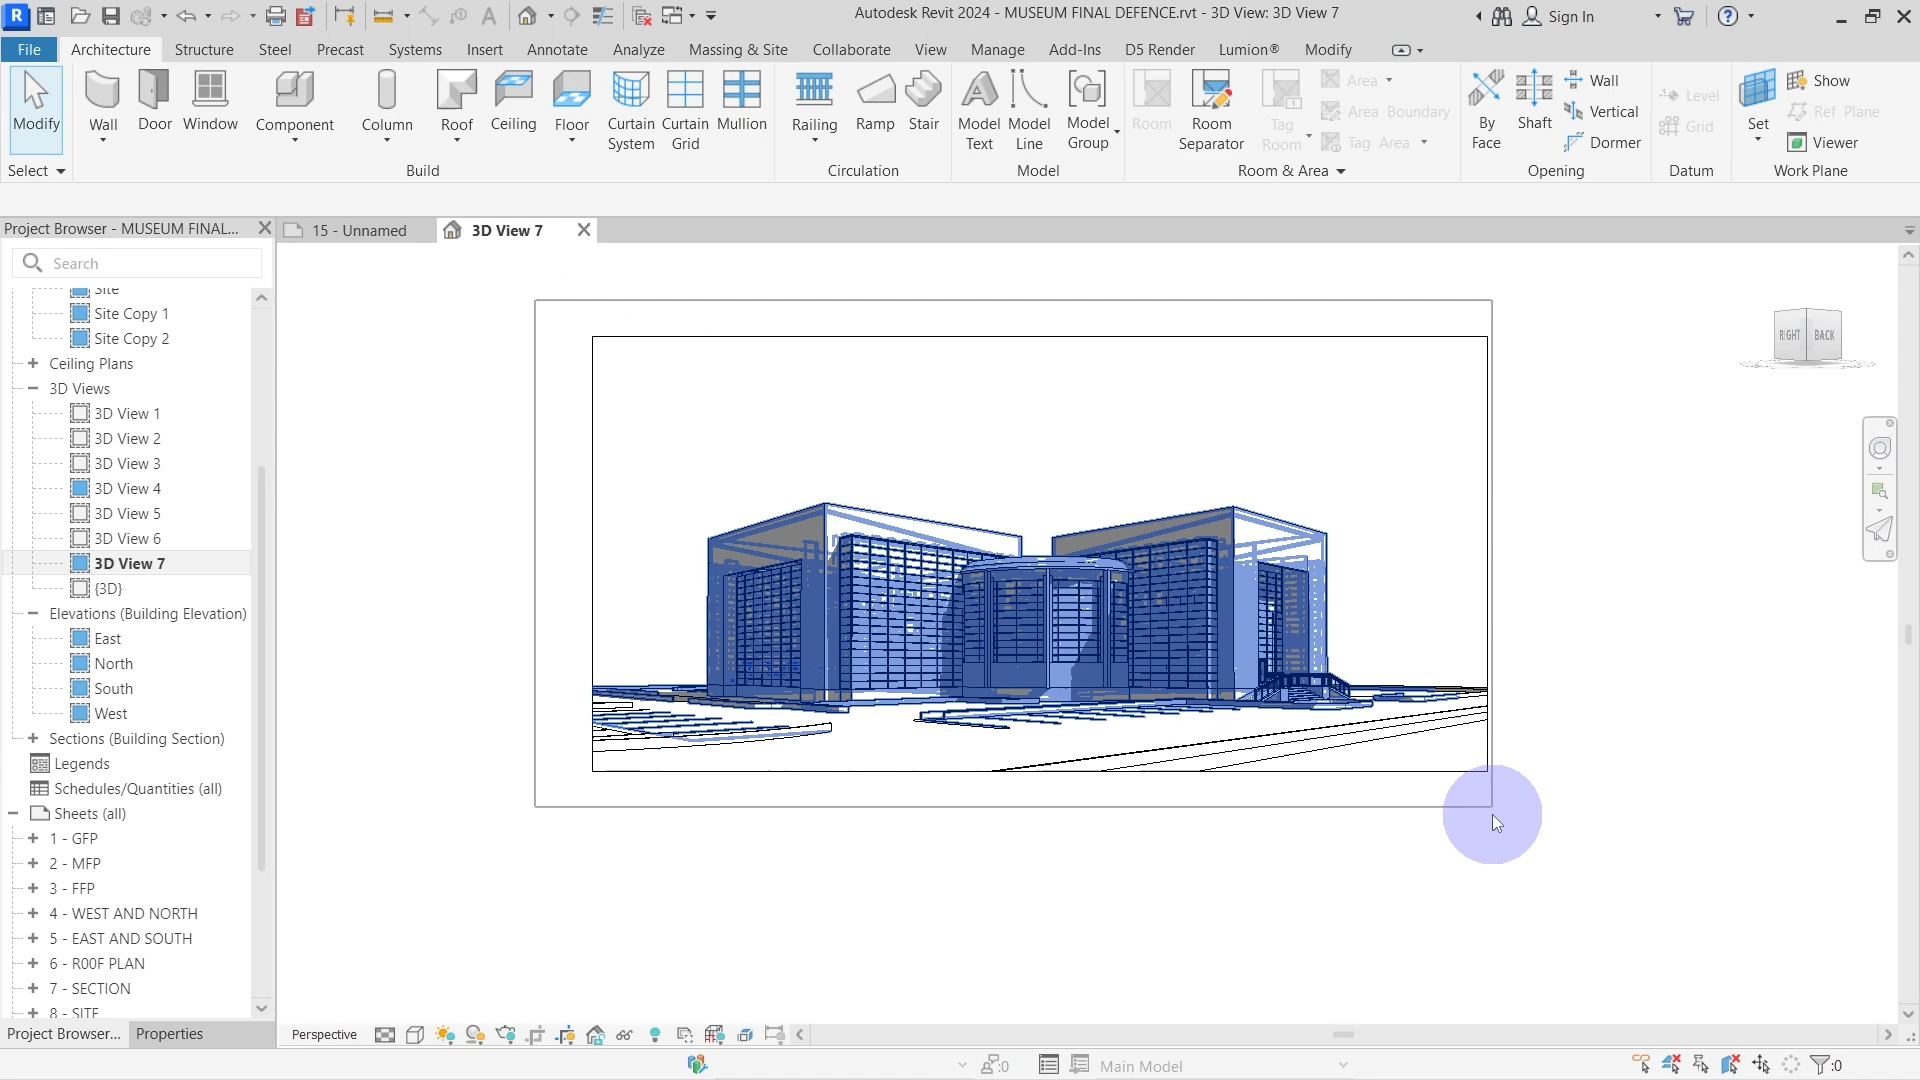 Autodesk Revit 2024 - MUSEUM FINAL DEFENCE.rvt - 3D View: 3D View 7
Sign In
File Architecture Structure Steel Precast Systems Insert Annotate Analyze Massing & Site Collaborate View Manage Add-Ins D5 Render Lumion® Modify
Modify
Wall
Door
Window
Component
Column
Roof
Ceiling
Floor
Curtain System
Curtain Grid
Mullion
Railing
Ramp
Stair
Model Text
Model Line
Model Group
Room
Room Separator
Tag Room
Area
Area Boundary
Tag Area
By Face
Shaft
Wall
Vertical
Dormer
Level
Grid
Set
Show
Ref Plane
Viewer
Select Build Circulation Model Room & Area Opening Datum Work Plane
Project Browser - MUSEUM FINAL...
15 - Unnamed
3D View 7
Search
Site
Site Copy 1
Site Copy 2
Ceiling Plans
3D Views
3D View 1
3D View 2
3D View 3
3D View 4
3D View 5
3D View 6
3D View 7
{3D}
Elevations (Building Elevation)
East
North
South
West
Sections (Building Section)
Legends
Schedules/Quantities (all)
Sheets (all)
1 - GFP
2 - MFP
3 - FFP
4 - WEST AND NORTH
5 - EAST AND SOUTH
6 - R00F PLAN
7 - SECTION
8 - SITE
RIGHT BACK
Project Browser... Properties
Perspective
:0
Main Model
:0